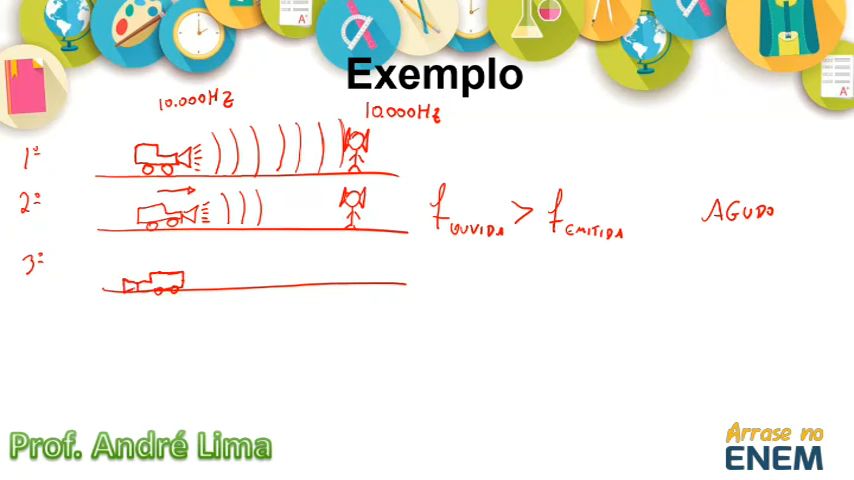 Exemplo
10.000Hz
10.000Hz
1º
2º
f OUVIDA > f EMITIDA
AGUDO
3º
Prof. André Lima
Arrase no
ENEM